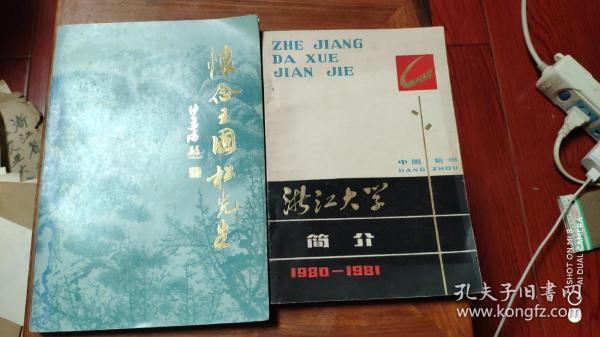 懷念王國松先生
ZHE JIANG
DA XUE
JIAN JIE
中国 杭州
HANG ZHOU
浙江大学
简介
1980—1981
SHOT ON MI 8
AI DUAL CAMERA
孔夫子旧书网
www.kongfz.com